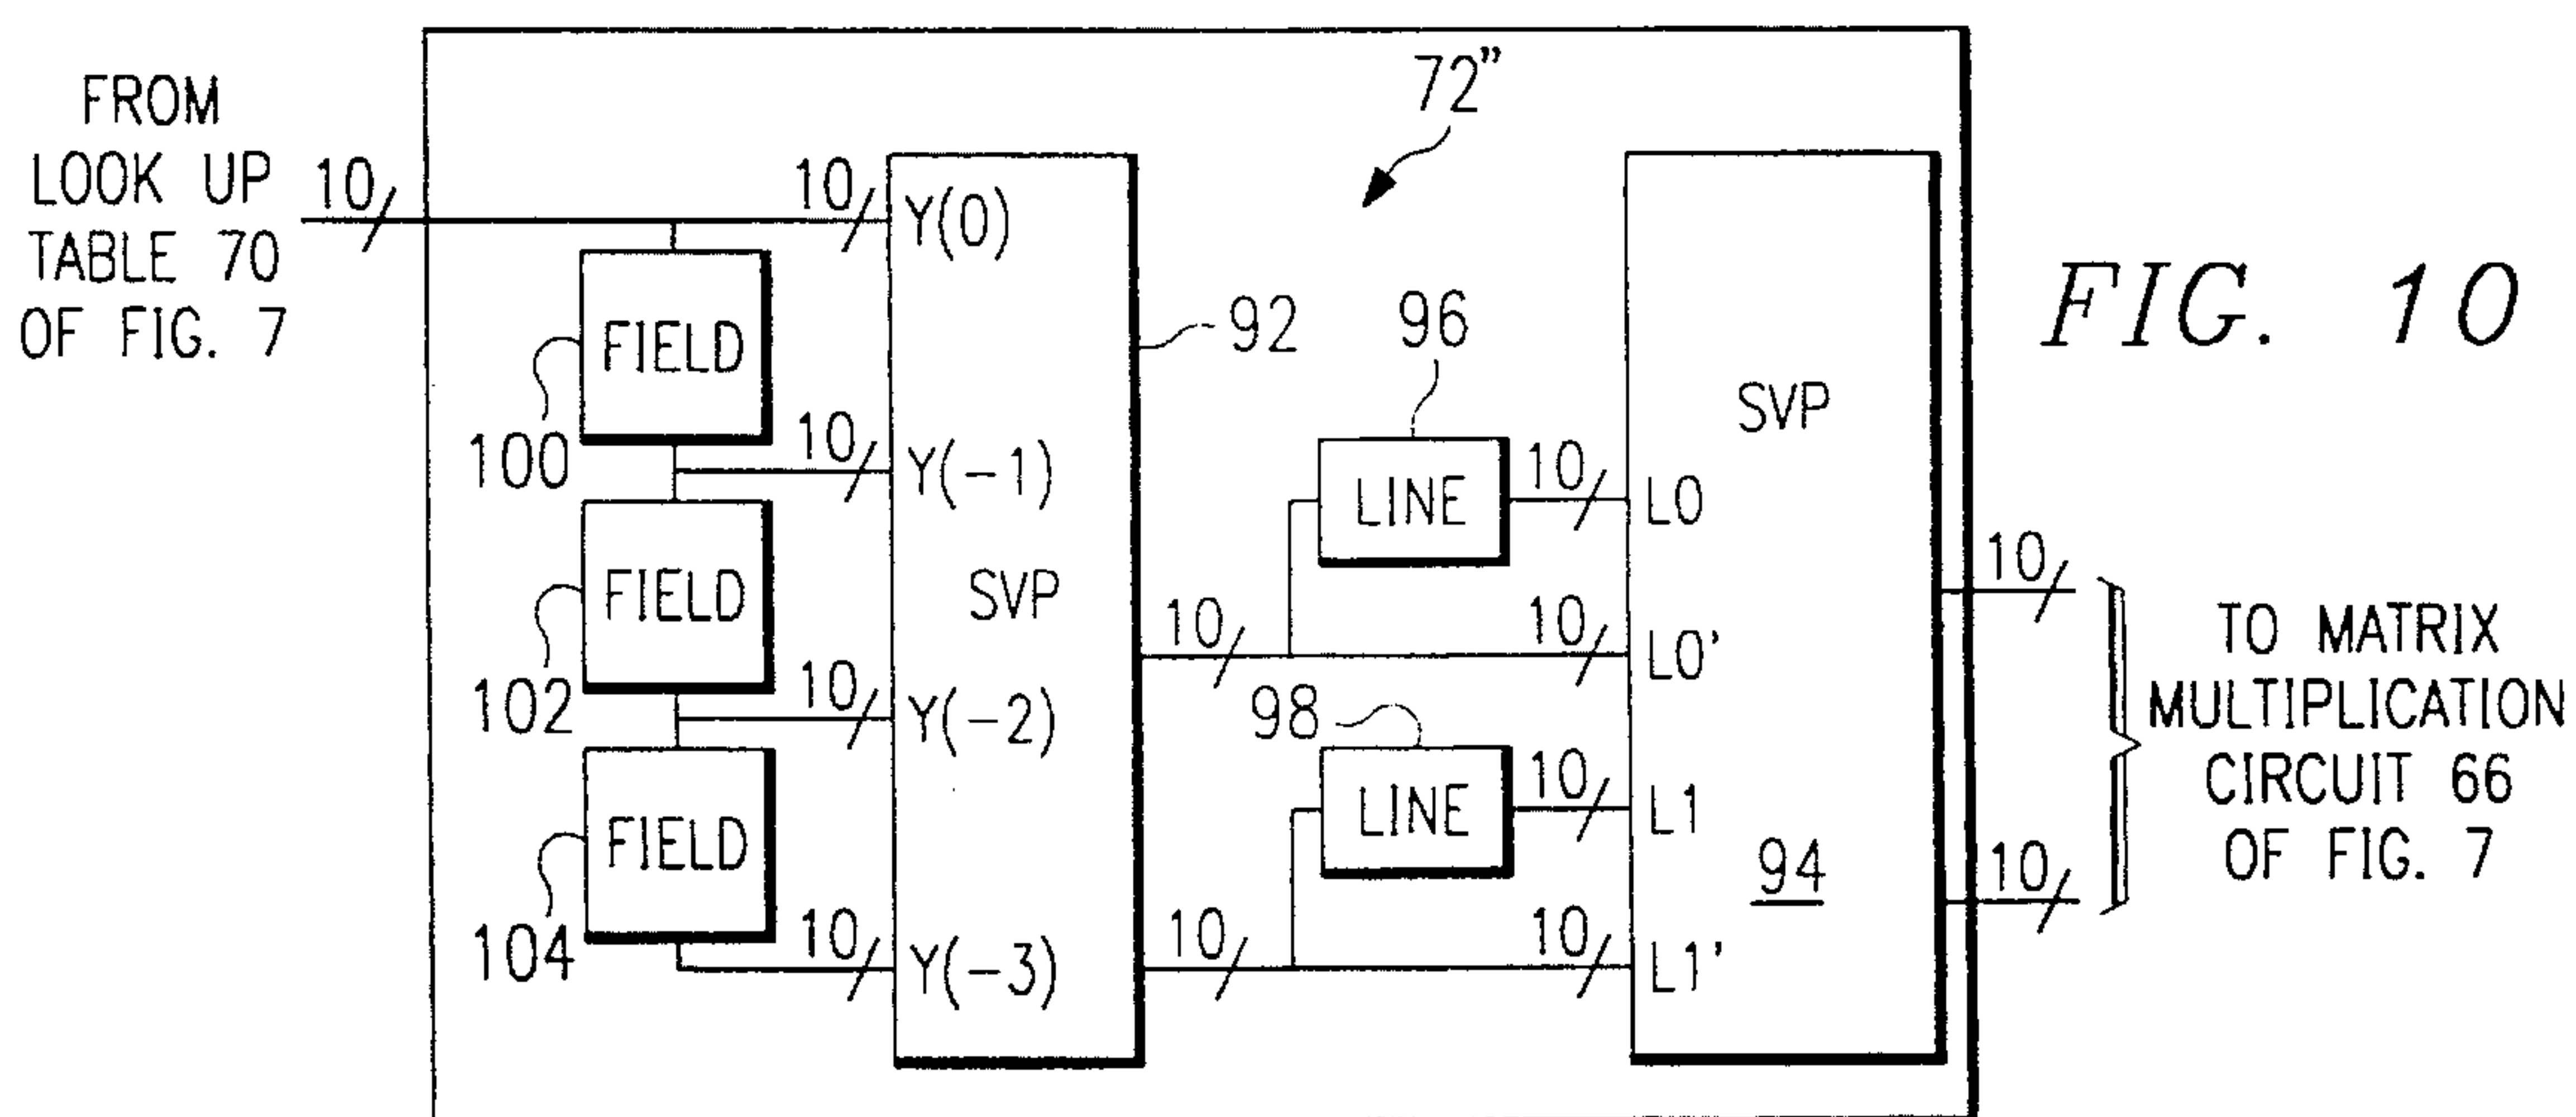 FROM
LOOK UP
TABLE 70
OF FIG. 7
10
10
72"
Y(0)
FIELD
100
10
Y(-1)
92
96
SVP
FIG. 10
LINE
10
L0
FIELD
102
10
Y(-2)
SVP
10
10
L0'
98
LINE
10
L1
FIELD
104
10
Y(-3)
10
10
L1'
94
10
10
TO MATRIX
MULTIPLICATION
CIRCUIT 66
OF FIG. 7